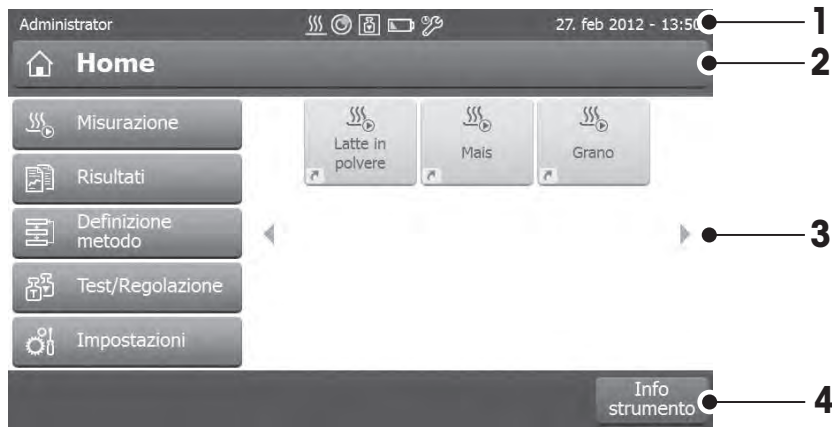 Administrator
27. feb 2012 - 13:50
1
Home
2
Misurazione
Risultati
Definizione
metodo
Test/Regolazione
Impostazioni
Latte in
polvere
Mais
Grano
3
Info
strumento
4